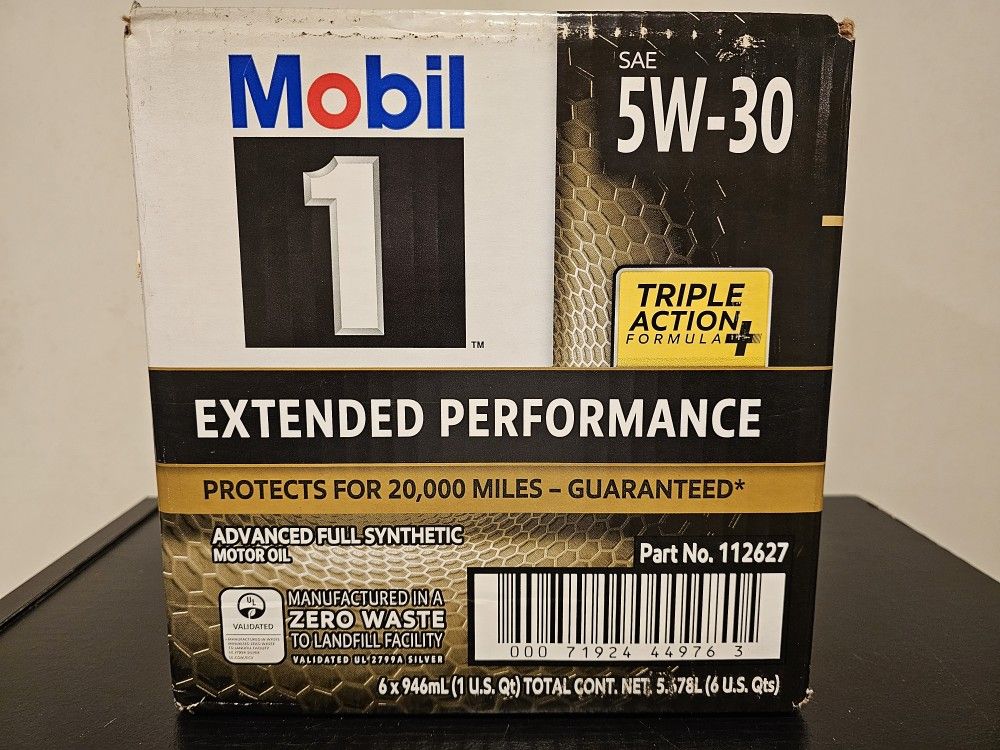 Mobil
1
TM
SAE
5W-30
TRIPLE
ACTION
FORMULA +
EXTENDED PERFORMANCE
PROTECTS FOR 20,000 MILES – GUARANTEED*
ADVANCED FULL SYNTHETIC
MOTOR OIL
Part No. 112627
UL
VALIDATED
MANUFACTURED IN A
ZERO WASTE
TO LANDFILL FACILITY
VALIDATED UL 2799A SILVER
000 71924 44976 3
6 x 946mL (1 U.S. Qt) TOTAL CONT. NET. 5.678L (6 U.S. Qts)